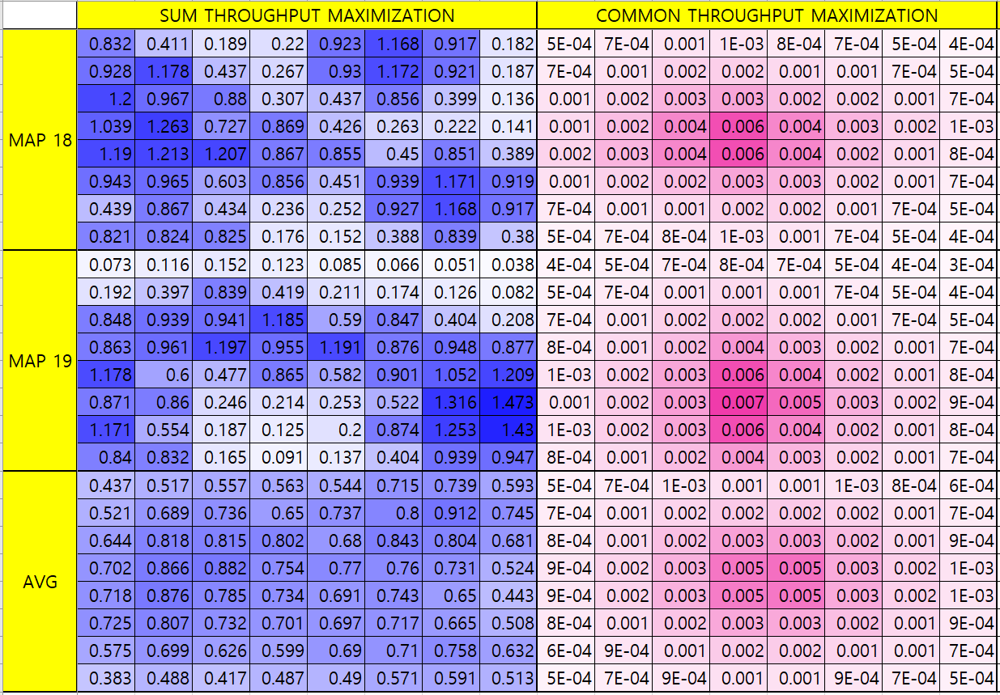 SUM THROUGHPUT MAXIMIZATION COMMON THROUGHPUT MAXIMIZATION
0.832 0.411 0.189 0.22 0.923 1.168 0.917 0.182 5E-04 7E-04 0.001 1E-03 8E-04 7E-04 5E-04 4E-04
0.928 1.178 0.437 0.267 0.93 1.172 0.921 0.187 7E-04 0.001 0.002 0.002 0.001 0.001 7E-04 5E-04
1.2 0.967 0.88 0.307 0.437 0.856 0.399 0.136 0.001 0.002 0.003 0.003 0.002 0.002 0.001 7E-04
1.039 1.263 0.727 0.869 0.426 0.263 0.222 0.141 0.001 0.002 0.004 0.006 0.004 0.003 0.002 1E-03
MAP 18
1.19 1.213 1.207 0.867 0.855 0.45 0.851 0.389 0.002 0.003 0.004 0.006 0.004 0.002 0.001 8E-04
0.943 0.965 0.603 0.856 0.451 0.939 1.171 0.919 0.001 0.002 0.002 0.003 0.003 0.002 0.001 7E-04
0.439 0.867 0.434 0.236 0.252 0.927 1.168 0.917 7E-04 0.001 0.001 0.002 0.002 0.001 7E-04 5E-04
0.821 0.824 0.825 0.176 0.152 0.388 0.839 0.38 5E-04 7E-04 8E-04 1E-03 0.001 7E-04 5E-04 4E-04
0.073 0.116 0.152 0.123 0.085 0.066 0.051 0.038 4E-04 5E-04 7E-04 8E-04 7E-04 5E-04 4E-04 3E-04
0.192 0.397 0.839 0.419 0.211 0.174 0.126 0.082 5E-04 7E-04 0.001 0.001 0.001 7E-04 5E-04 4E-04
0.848 0.939 0.941 1.185 0.59 0.847 0.404 0.208 7E-04 0.001 0.002 0.002 0.002 0.001 7E-04 5E-04
0.863 0.961 1.197 0.955 1.191 0.876 0.948 0.877 8E-04 0.001 0.002 0.004 0.003 0.002 0.001 7E-04
MAP 19
1.178 0.6 0.477 0.865 0.582 0.901 1.052 1.209 1E-03 0.002 0.003 0.006 0.004 0.002 0.001 8E-04
0.871 0.86 0.246 0.214 0.253 0.522 1.316 1.473 0.001 0.002 0.003 0.007 0.005 0.003 0.002 9E-04
1.171 0.554 0.187 0.125 0.2 0.874 1.253 1.43 1E-03 0.002 0.003 0.006 0.004 0.002 0.001 8E-04
0.84 0.832 0.165 0.091 0.137 0.404 0.939 0.947 8E-04 0.001 0.002 0.004 0.003 0.002 0.001 7E-04
0.437 0.517 0.557 0.563 0.544 0.715 0.739 0.593 5E-04 7E-04 1E-03 0.001 0.001 1E-03 8E-04 6E-04
0.521 0.689 0.736 0.65 0.737 0.8 0.912 0.745 7E-04 0.001 0.001 0.002 0.002 0.002 0.001 7E-04
0.644 0.818 0.815 0.802 0.68 0.843 0.804 0.681 8E-04 0.001 0.002 0.003 0.003 0.002 0.001 9E-04
0.702 0.866 0.882 0.754 0.77 0.76 0.731 0.524 9E-04 0.002 0.003 0.005 0.005 0.003 0.002 1E-03
AVG
0.718 0.876 0.785 0.734 0.691 0.743 0.65 0.443 9E-04 0.002 0.003 0.005 0.005 0.003 0.002 1E-03
0.725 0.807 0.732 0.701 0.697 0.717 0.665 0.508 8E-04 0.001 0.002 0.003 0.003 0.002 0.001 9E-04
0.575 0.699 0.626 0.599 0.69 0.71 0.758 0.632 6E-04 9E-04 0.001 0.002 0.002 0.001 0.001 7E-04
0.383 0.488 0.417 0.487 0.49 0.571 0.591 0.513 5E-04 7E-04 9E-04 0.001 0.001 9E-04 7E-04 5E-04